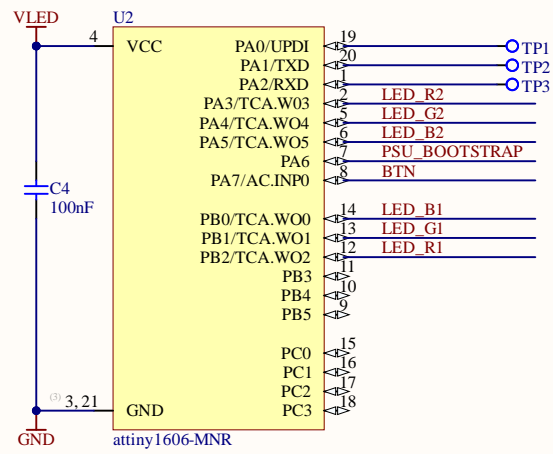 VLED
U2
4 VCC
PA0/UPDI 19 TP1
PA1/TXD 20 TP2
PA2/RXD 1 TP3
PA3/TCA.W03 2 LED_R2
PA4/TCA.WO4 5 LED_G2
PA5/TCA.WO5 6 LED_B2
PA6 7 PSU_BOOTSTRAP
PA7/AC.INP0 8 BTN
C4
100nF
PB0/TCA.WO0 14 LED_B1
PB1/TCA.WO1 13 LED_G1
PB2/TCA.WO2 12 LED_R1
PB3 11
PB4 10
PB5 9
PC0 15
PC1 16
PC2 17
PC3 18
(3) 3, 21 GND
GND
attiny1606-MNR